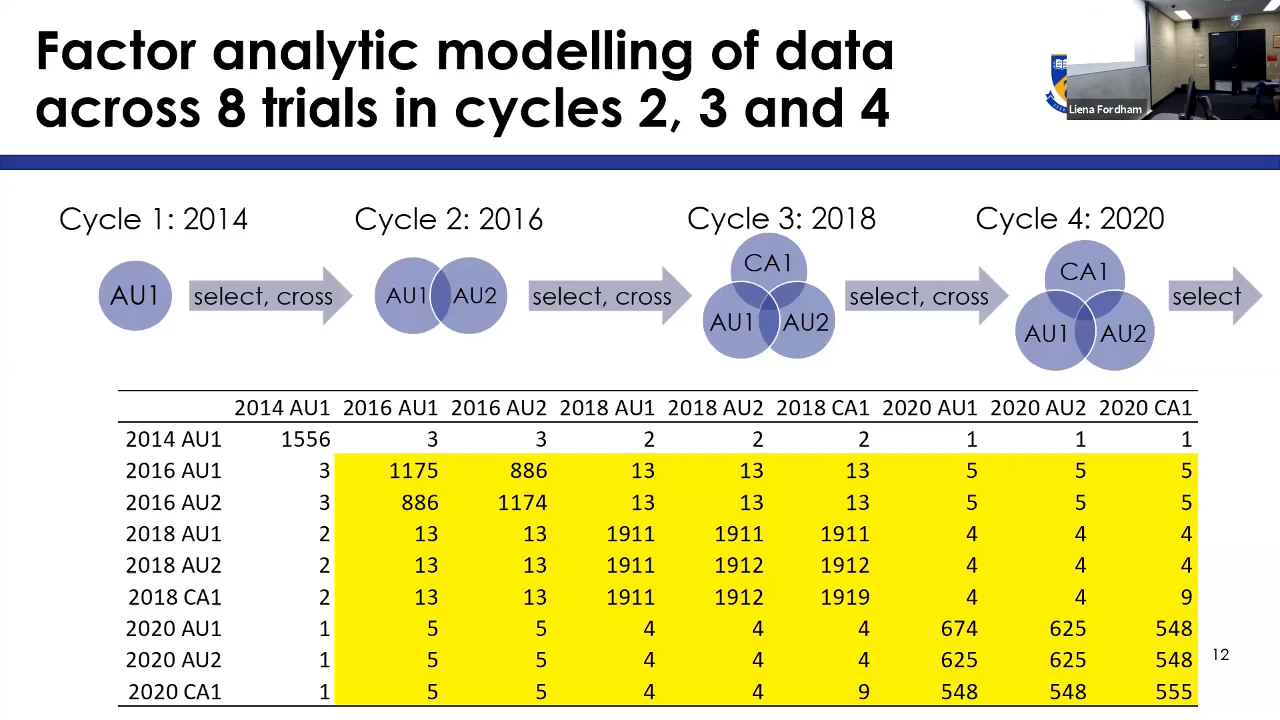 Factor analytic modelling of data
across 8 trials in cycles 2, 3 and 4
Liena Fordham
Cycle 1: 2014 Cycle 2: 2016 Cycle 3: 2018 Cycle 4: 2020
AU1 select, cross AU1 AU2 select, cross CA1 AU1 AU2 select, cross CA1 AU1 AU2 select
2014 AU1 2016 AU1 2016 AU2 2018 AU1 2018 AU2 2018 CA1 2020 AU1 2020 AU2 2020 CA1
2014 AU1 1556 3 3 2 2 2 1 1 1
2016 AU1 3 1175 886 13 13 13 5 5 5
2016 AU2 3 886 1174 13 13 13 5 5 5
2018 AU1 2 13 13 1911 1911 1911 4 4 4
2018 AU2 2 13 13 1911 1912 1912 4 4 4
2018 CA1 2 13 13 1911 1912 1919 4 4 9
2020 AU1 1 5 5 4 4 4 674 625 548
2020 AU2 1 5 5 4 4 4 625 625 548
2020 CA1 1 5 5 4 4 9 548 548 555
12